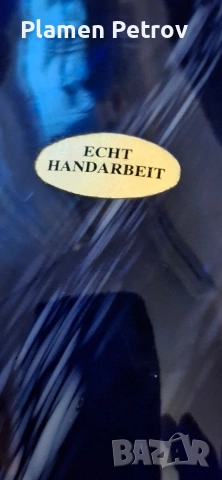 Plamen Petrov
ECHT
HANDARBEIT
BAZAR